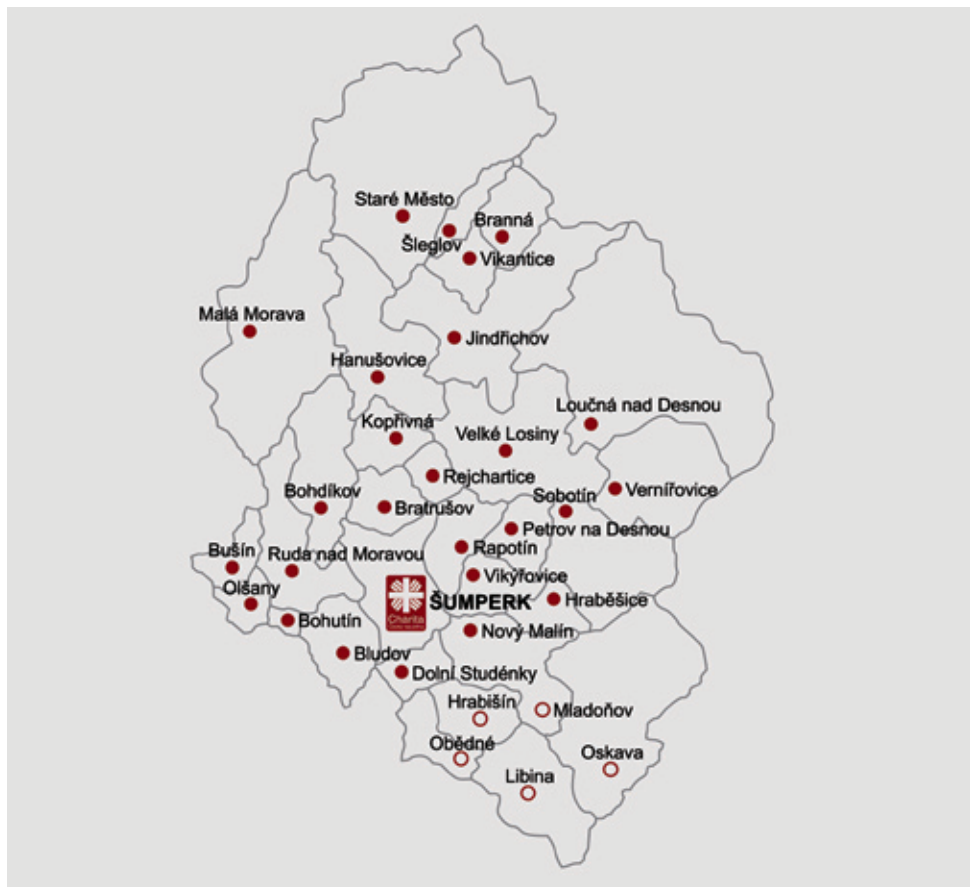 Staré Město
Branná
Šleglov
Vikantice
Malá Morava
Jindřichov
Hanušovice
Loučná nad Desnou
Kopřivná
Velké Losiny
Rejchartice
Bohdíkov
Sobotín
Vernířovice
Bratrušov
Petrov na Desnou
Bušín
Ruda nad Moravou
Rapotín
Vikýřovice
Olšany
ŠUMPERK
Hraběšice
Charita
Bohutín
Nový Malín
Bludov
Dolní Studénky
Hrabišín
Mladoňov
Obědné
Oskava
Libina